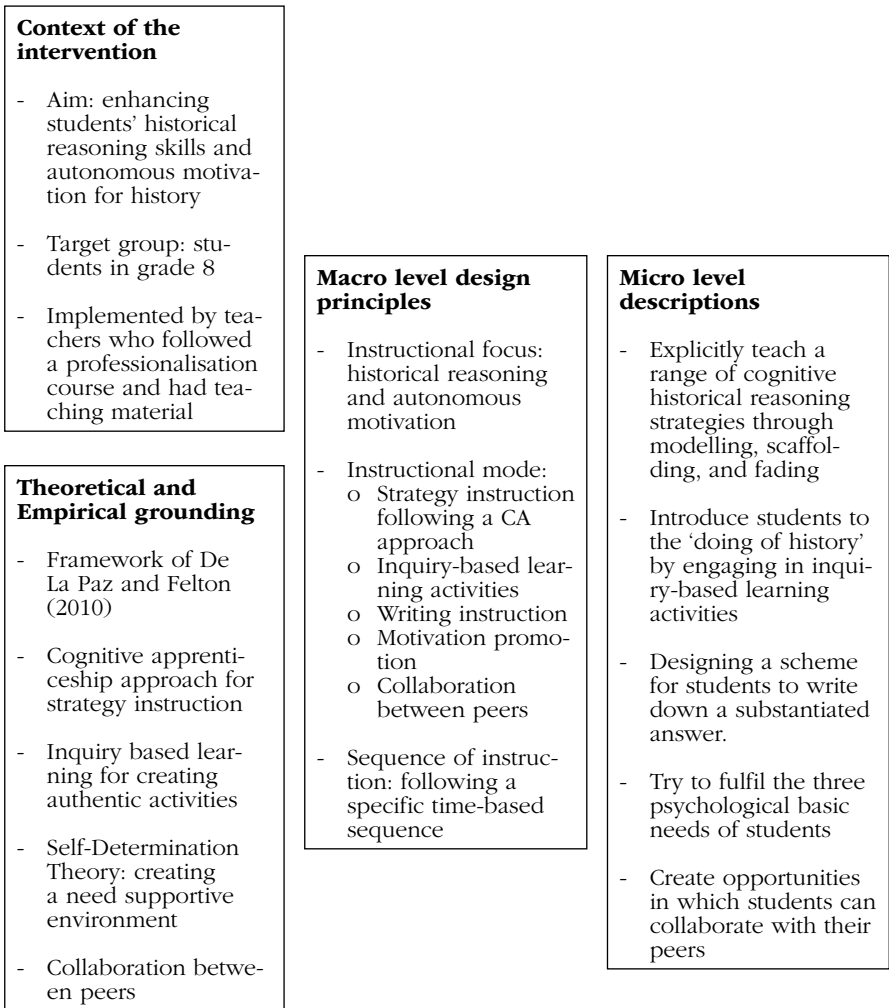 Context of the
intervention
- Aim: enhancing
students’ historical
reasoning skills and
autonomous motiva-
tion for history
- Target group: stu-
dents in grade 8
- Implemented by tea-
chers who followed
a professionalisation
course and had tea-
ching material
Theoretical and
Empirical grounding
- Framework of De
La Paz and Felton
(2010)
- Cognitive apprenti-
ceship approach for
strategy instruction
- Inquiry based lear-
ning for creating
authentic activities
- Self-Determination
Theory: creating
a need supportive
environment
- Collaboration betwe-
en peers
Macro level design
principles
- Instructional focus:
historical reasoning
and autonomous
motivation
- Instructional mode:
o Strategy instruction
following a CA
approach
o Inquiry-based lear-
ning activities
o Writing instruction
o Motivation promo-
tion
o Collaboration
between peers
- Sequence of instruc-
tion: following a
specific time-based
sequence
Micro level
descriptions
- Explicitly teach a
range of cognitive
historical reasoning
strategies through
modelling, scaffol-
ding, and fading
- Introduce students to
the ‘doing of history’
by engaging in inqui-
ry-based learning
activities
- Designing a scheme
for students to write
down a substantiated
answer.
- Try to fulfil the three
psychological basic
needs of students
- Create opportunities
in which students can
collaborate with their
peers